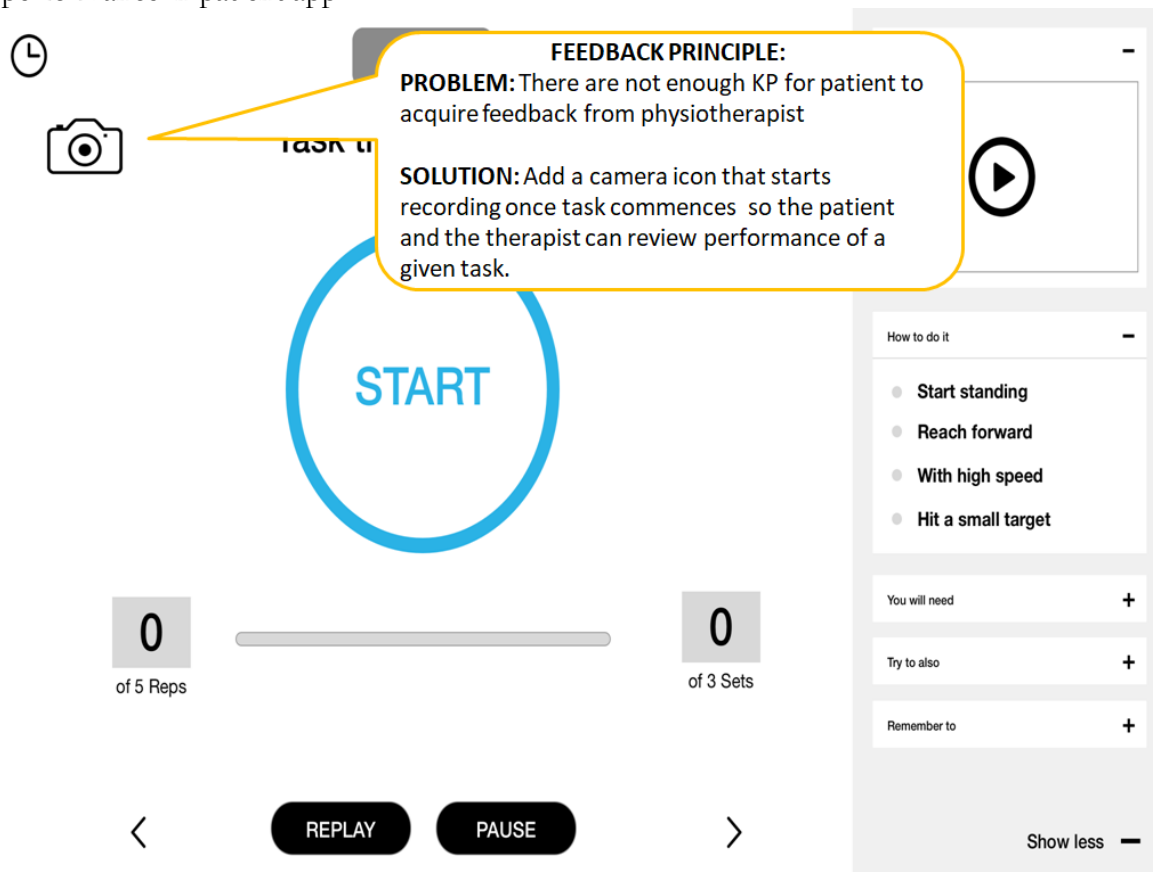 FEEDBACK PRINCIPLE:
PROBLEM: There are not enough KP for patient to
acquire feedback from physiotherapist
SOLUTION: Add a camera icon that starts
recording once task commences so the patient
and the therapist can review performance of a
given task.
START
0
of 5 Reps
0
of 3 Sets
REPLAY
PAUSE
How to do it
Start standing
Reach forward
With high speed
Hit a small target
You will need
Try to also
Remember to
Show less